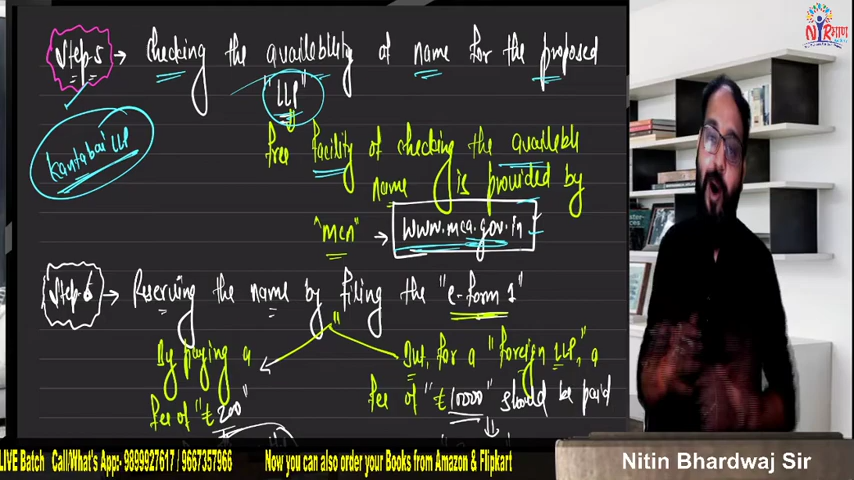 Step-5 → checking the availability of name for the proposed
"LLP"
free facility of checking the available
Kantabai LLP
name is provided by
"MCA" → www.mca.gov.in
Step-6 → Reserving the name by filing the "e-form 1"
By paying a
But, for a "foreign LLP," a
fee of "₹ 200"
fee of "₹ 10000" should be paid
LIVE Batch Call/What's App:- 9899927617 / 9667357966 Now you can also order your Books from Amazon & Flipkart
Nitin Bhardwaj Sir